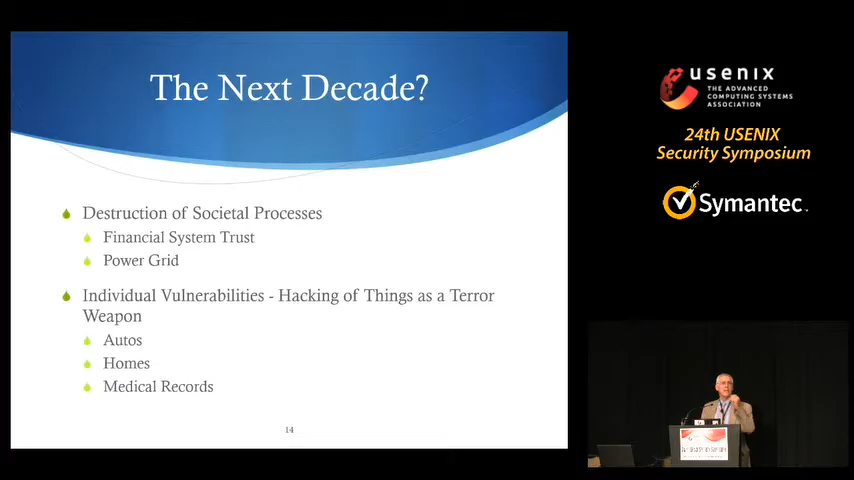 The Next Decade?
Destruction of Societal Processes
Financial System Trust
Power Grid
Individual Vulnerabilities - Hacking of Things as a Terror
Weapon
Autos
Homes
Medical Records
14
usenix
THE ADVANCED
COMPUTING SYSTEMS
ASSOCIATION
24th USENIX
Security Symposium
Symantec.